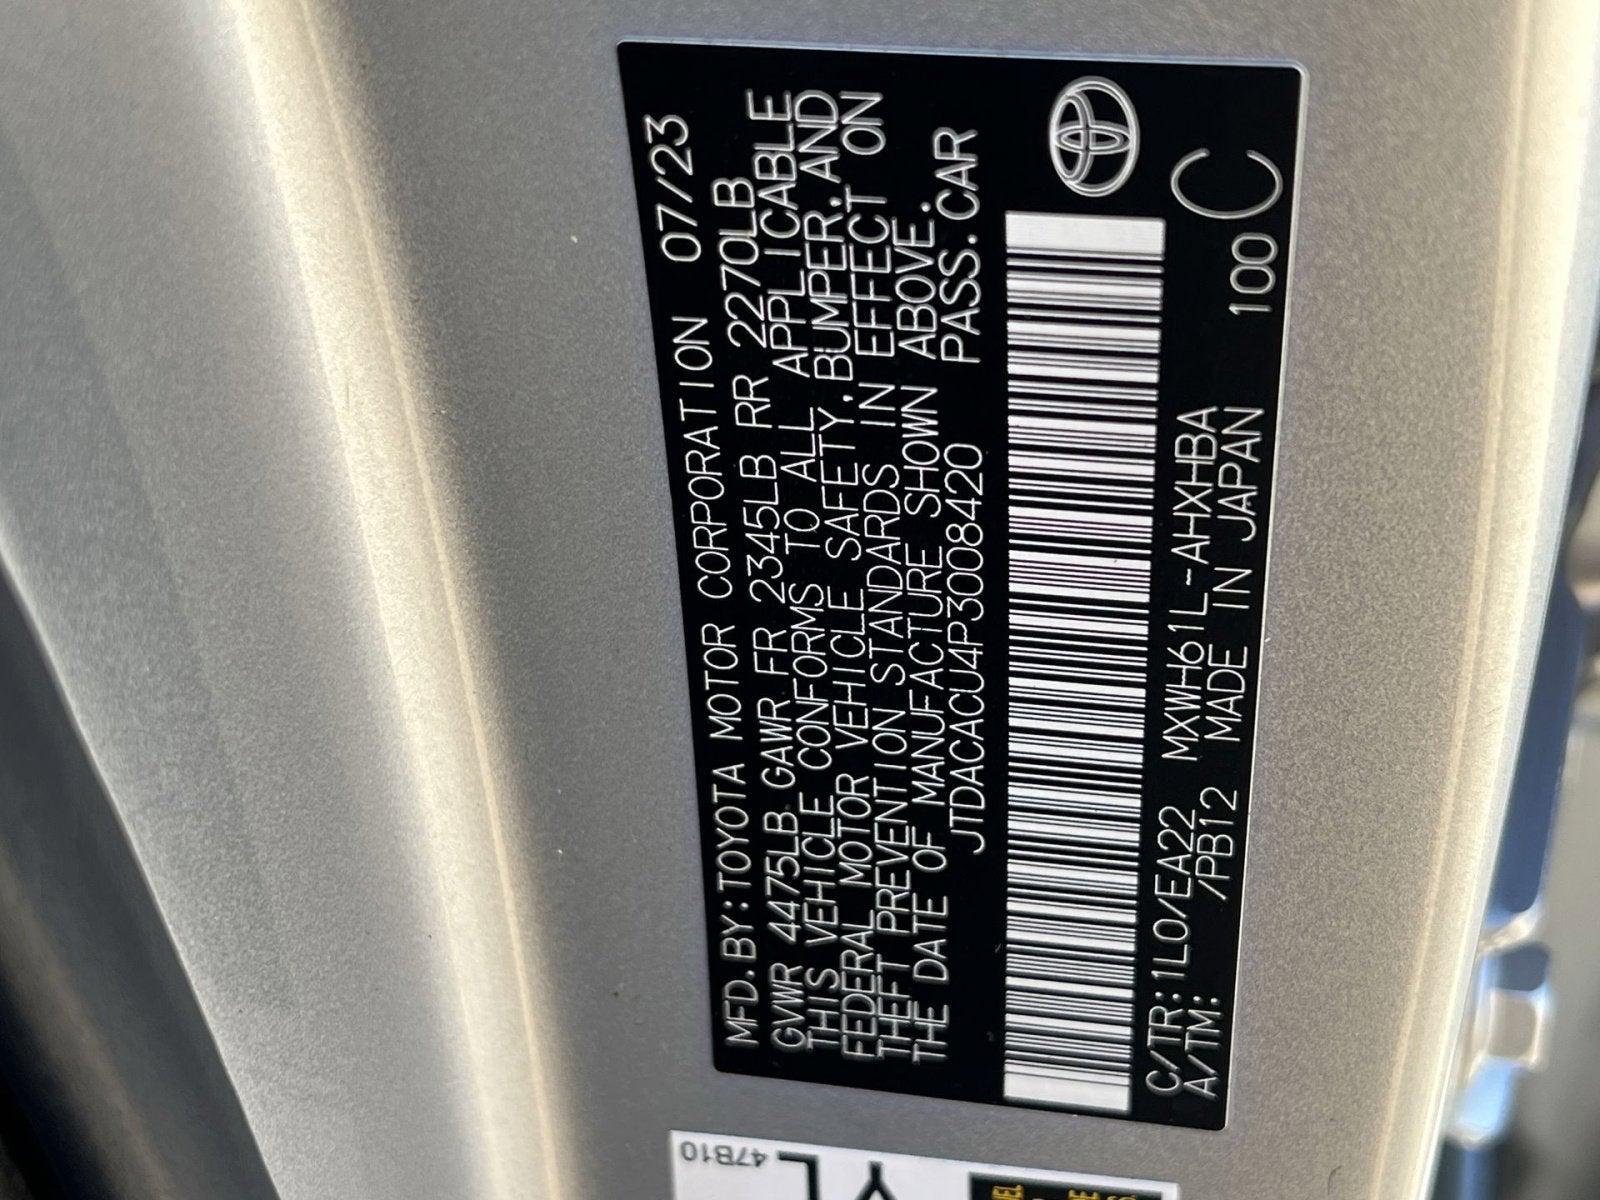 MFD.BY:TOYOTA MOTOR CORPORATION 07/23
GVWR 4475LB GAWR FR 2345LB RR 2270LB
THIS VEHICLE CONFORMS TO ALL APPLICABLE
FEDERAL MOTOR VEHICLE SAFETY,BUMPER,AND
THEFT PREVENTION STANDARDS IN EFFECT ON
THE DATE OF MANUFACTURE SHOWN ABOVE.
JTDACACU4P3008420 PASS.CAR
C/TR:1L0/EA22 MXWH61L-AHXHBA 100 C
A/TM: /PB12 MADE IN JAPAN
47B10
YL